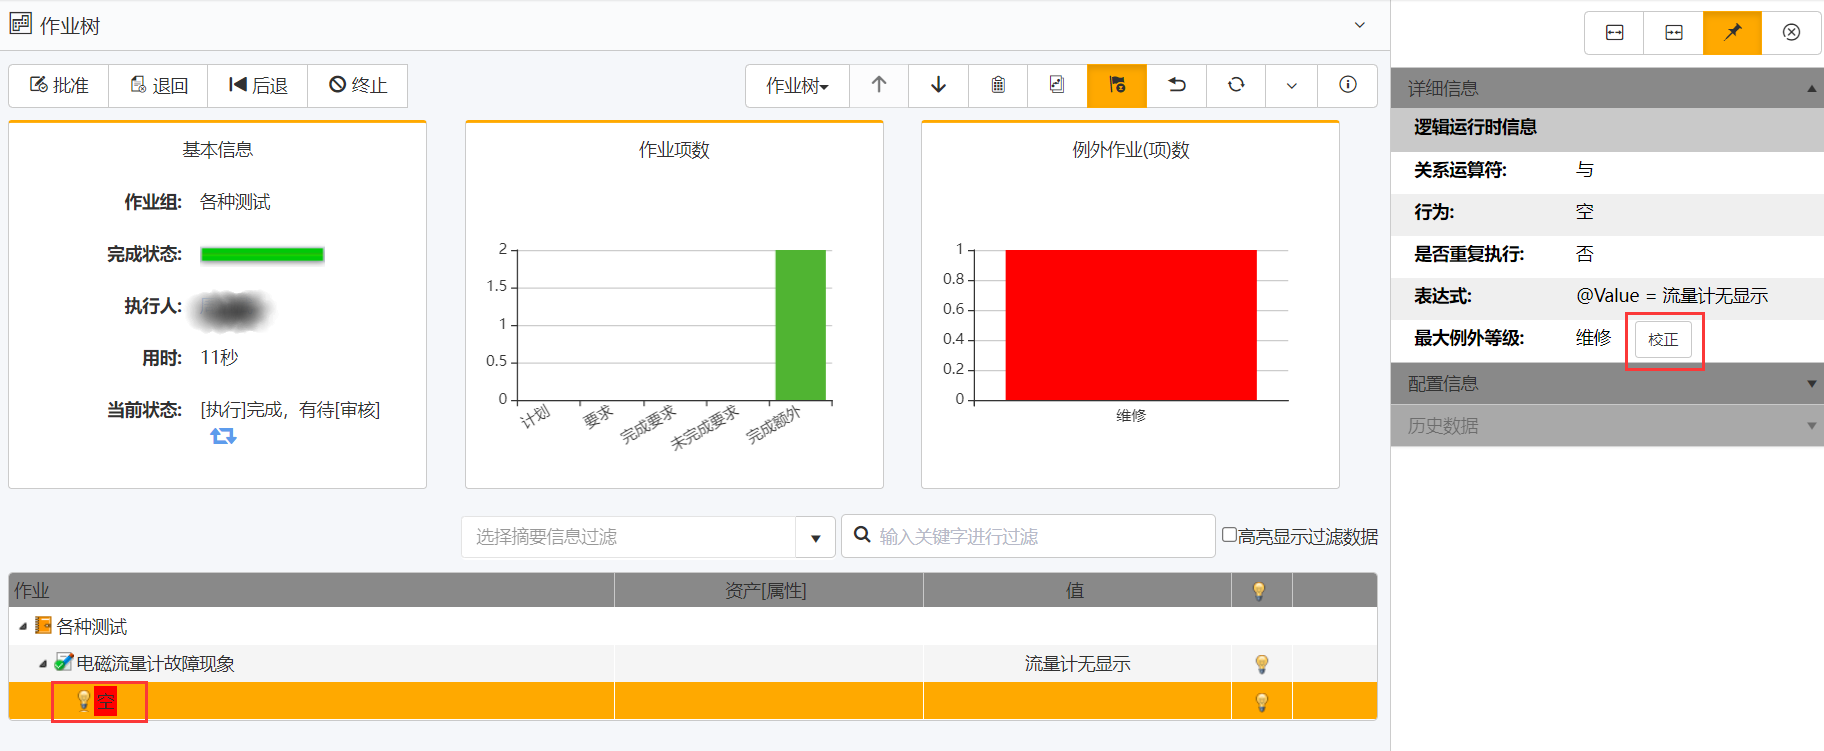 作业树
批准 退回 后退 终止 作业树
基本信息
作业组: 各种测试
完成状态:
执行人:
用时: 11秒
当前状态: [执行]完成，有待[审核]
作业项数
2
1.5
1
0.5
0
计划 要求 完成要求 未完成要求 完成额外
例外作业(项)数
1
0.8
0.6
0.4
0.2
0
维修
选择摘要信息过滤 输入关键字进行过滤 高亮显示过滤数据
作业 资产[属性] 值
各种测试
电磁流量计故障现象 流量计无显示
空
详细信息
逻辑运行时信息
关系运算符: 与
行为: 空
是否重复执行: 否
表达式: @Value = 流量计无显示
最大例外等级: 维修 校正
配置信息
历史数据